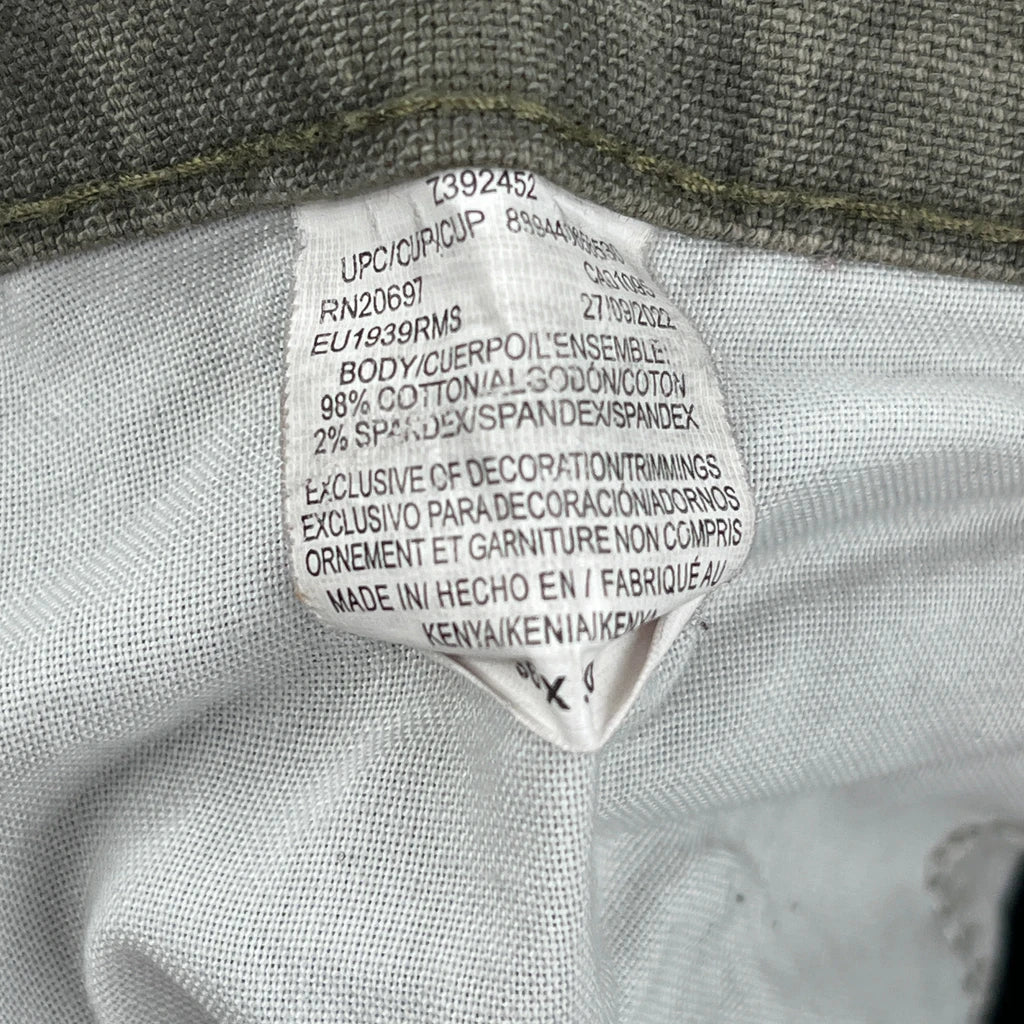 Z392452
UPC/CUP/CUP
RN20697 CA31085
EU1939RMS 27/09/2022
BODY/CUERPO/L'ENSEMBLE:
98% COTTON/ALGODÓN/COTON
2% SPANDEX/SPANDEX/SPANDEX
EXCLUSIVE OF DECORATION/TRIMMINGS
EXCLUSIVO PARA DECORACIÓN/ADORNOS
ORNEMENT ET GARNITURE NON COMPRIS
MADE IN/ HECHO EN / FABRIQUÉ AU
KENYA/KENIA/KENYA